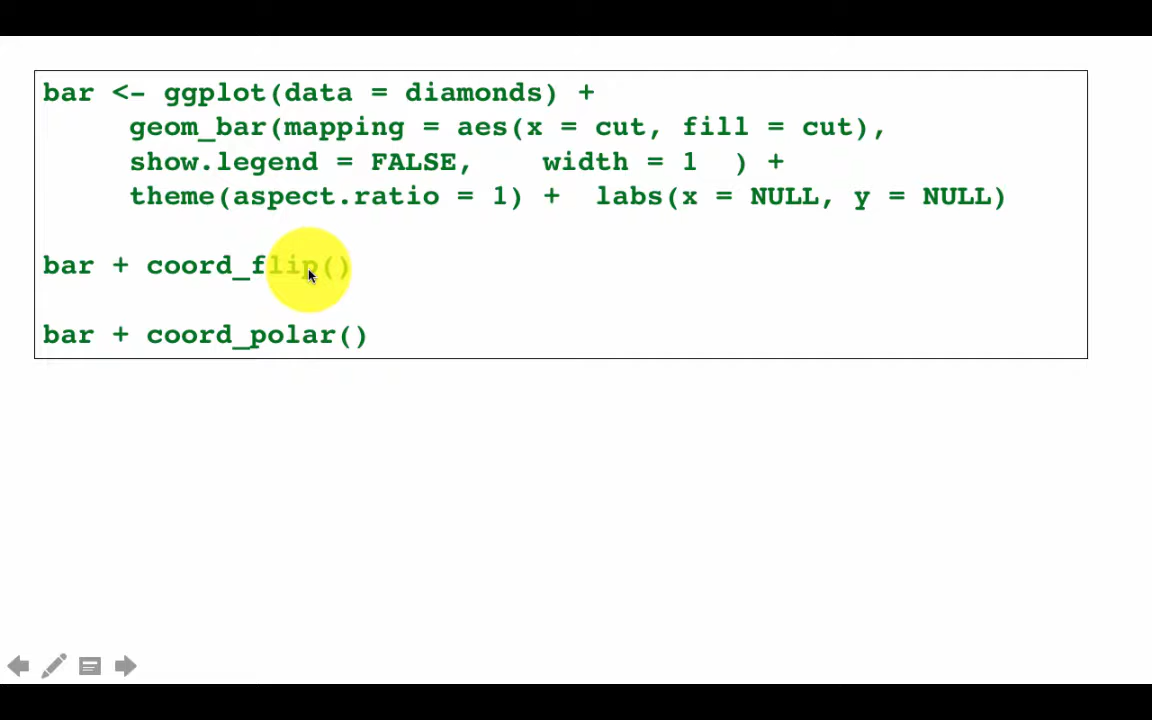 bar <- ggplot(data = diamonds) +
geom_bar(mapping = aes(x = cut, fill = cut),
show.legend = FALSE,    width = 1  ) +
theme(aspect.ratio = 1) +  labs(x = NULL, y = NULL)
bar + coord_flip()
bar + coord_polar()